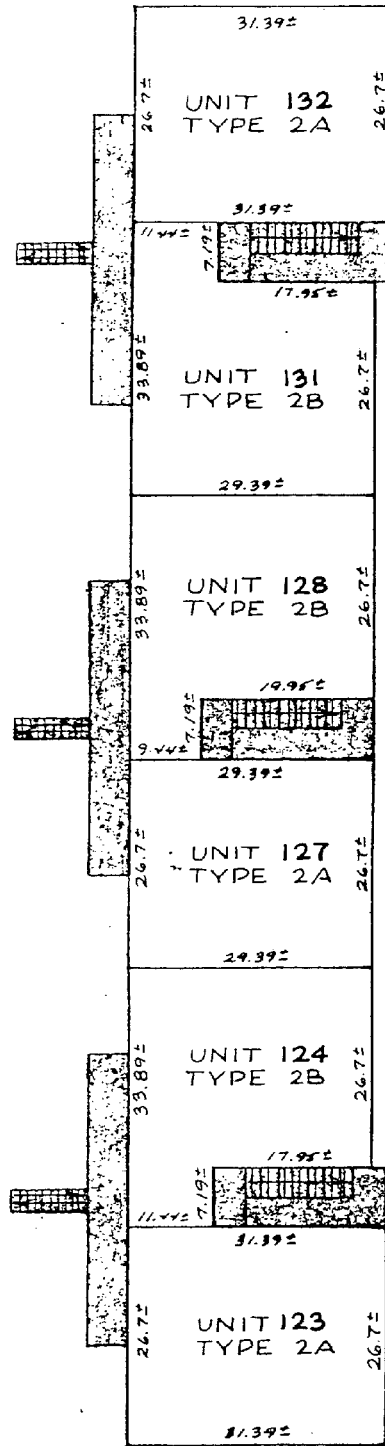 31.39±
26.7±
UNIT 132
TYPE 2A
26.7±
31.39±
11.44±
7.19±
17.95±
33.89±
UNIT 131
TYPE 2B
26.7±
29.39±
33.89±
UNIT 128
TYPE 2B
26.7±
19.95±
7.19±
9.44±
29.39±
26.7±
UNIT 127
TYPE 2A
26.7±
29.39±
33.89±
UNIT 124
TYPE 2B
26.7±
17.95±
7.19±
11.44±
31.39±
26.7±
UNIT 123
TYPE 2A
26.7±
31.39±